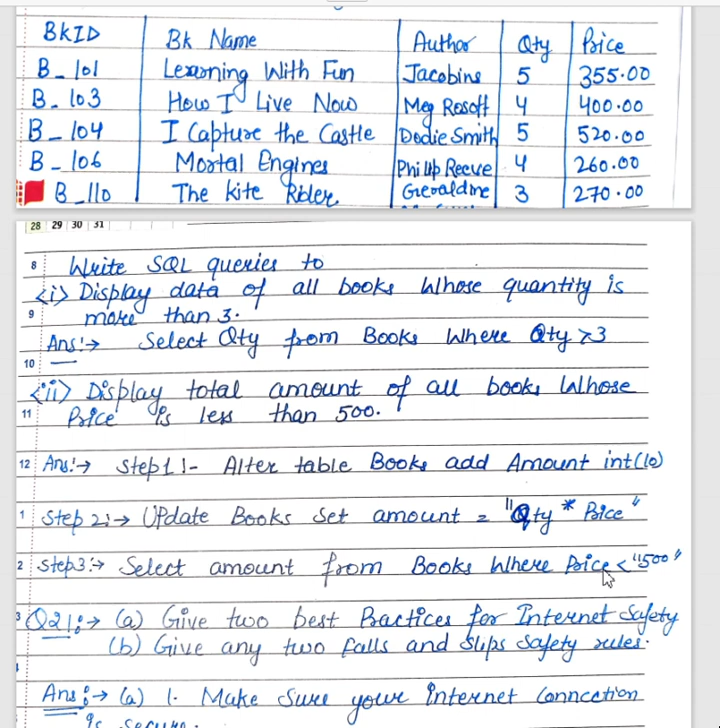 BkID Bk Name Author Qty Price
B_101 Learning With Fun Jacobins 5 355.00
B_103 How I Live Now Meg Rosoff 4 400.00
B_104 I Capture the Castle Dodie Smith 5 520.00
B_106 Mortal Engines Philip Reeve 4 260.00
B_110 The kite Rider Geraldine 3 270.00
28 29 30 31
8 Write SQL queries to
<i> Display data of all books Whose quantity is
9 more than 3.
Ans:→ Select Qty from Books Where Qty >3
10
<ii> Display total amount of all books Whose
11 Price is less than 500.
12 Ans:→ Step1:- Alter table Books add Amount int(10)
1 Step 2:→ Update Books Set amount = "Qty * Price"
2 Step3:→ Select amount from Books Where Price <"500"
3 Q21:→ (a) Give two best Practices for Internet Safety
(b) Give any two falls and Slips Safety rules.
Ans:→ (a) 1. Make Sure your Internet Conncetion
is secure.